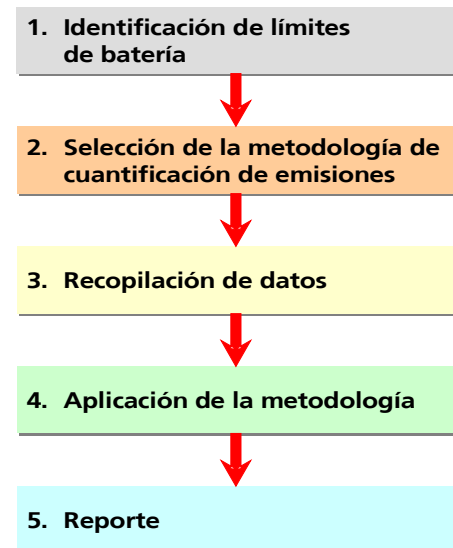 1. Identificación de límites
de batería
2. Selección de la metodología de
cuantificación de emisiones
3. Recopilación de datos
4. Aplicación de la metodología
5. Reporte